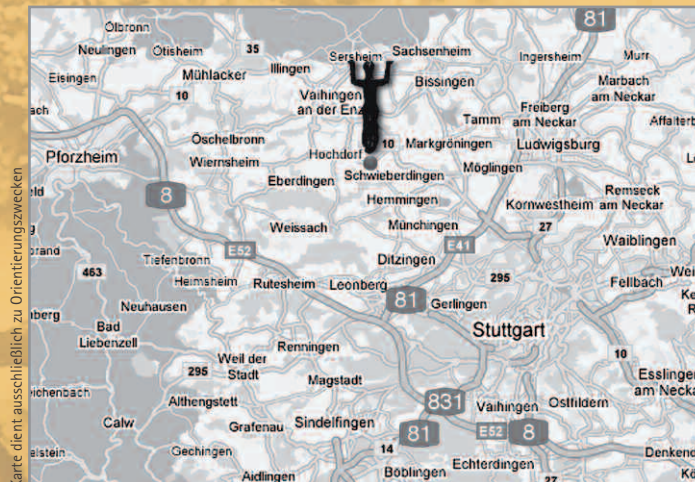 81
Ölbronn
Neulingen
Ötisheim
35
Sersheim
Sachsenheim
Ingersheim
Murr
Eisingen
Mühlacker
Illingen
Bissingen
Marbach
am Neckar
10
Vaihingen
an der Enz
Tamm
Freiberg
am Neckar
Öschelbronn
10
Markgröningen
Ludwigsburg
Pforzheim
Wiernsheim
Hochdorf
Möglingen
Eberdingen
Schwieberdingen
Remseck
am Neckar
8
Hemmingen
Kornwestheim
27
Weissach
Münchingen
Waiblingen
E52
E41
Tiefenbronn
Ditzingen
463
Heimsheim
Rutesheim
Leonberg
295
Fellbach
81
Gerlingen
Neuhausen
Bad
Liebenzell
Stuttgart
Renningen
10
295
Weil der
Stadt
Magstadt
Althengstett
831
Vaihingen
Ostfildern
Calw
Grafenau
Sindelfingen
81
E52
8
Gechingen
14
Echterdingen
Aidlingen
Böblingen
27
arte dient ausschließlich zu Orientierungszwecken